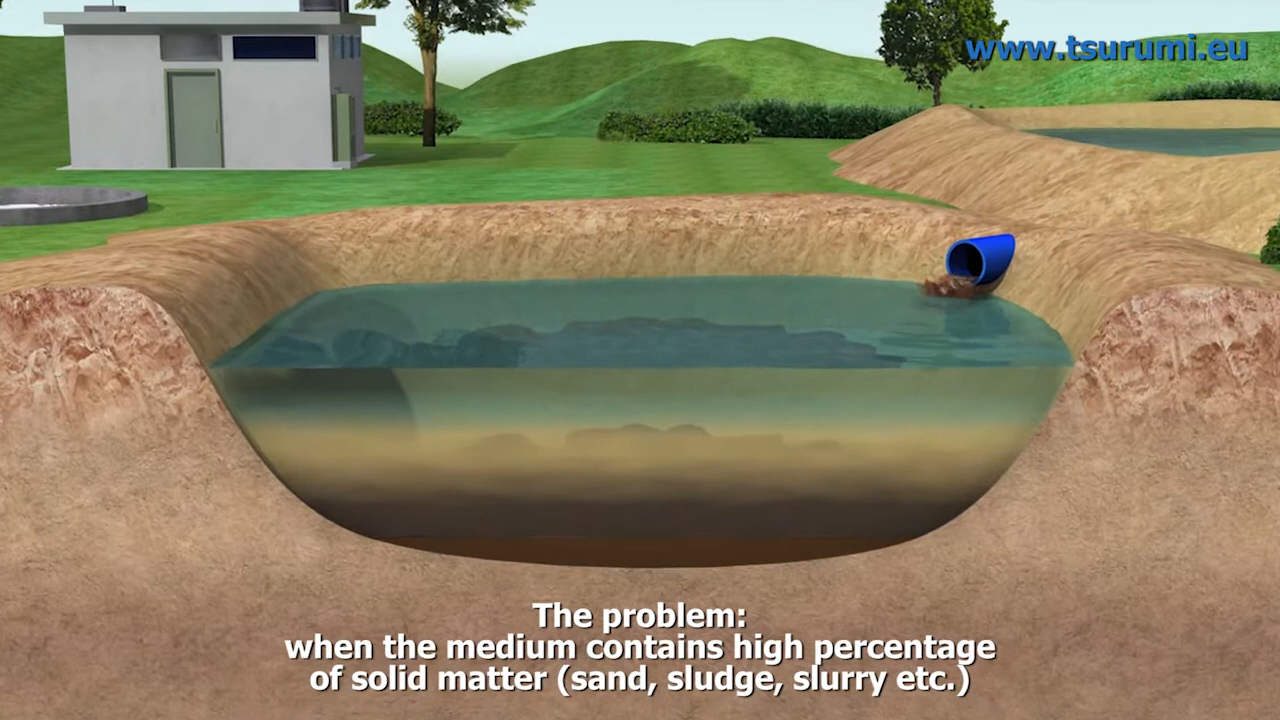 www.tsurumi.eu
The problem:
when the medium contains high percentage
of solid matter (sand, sludge, slurry etc.)